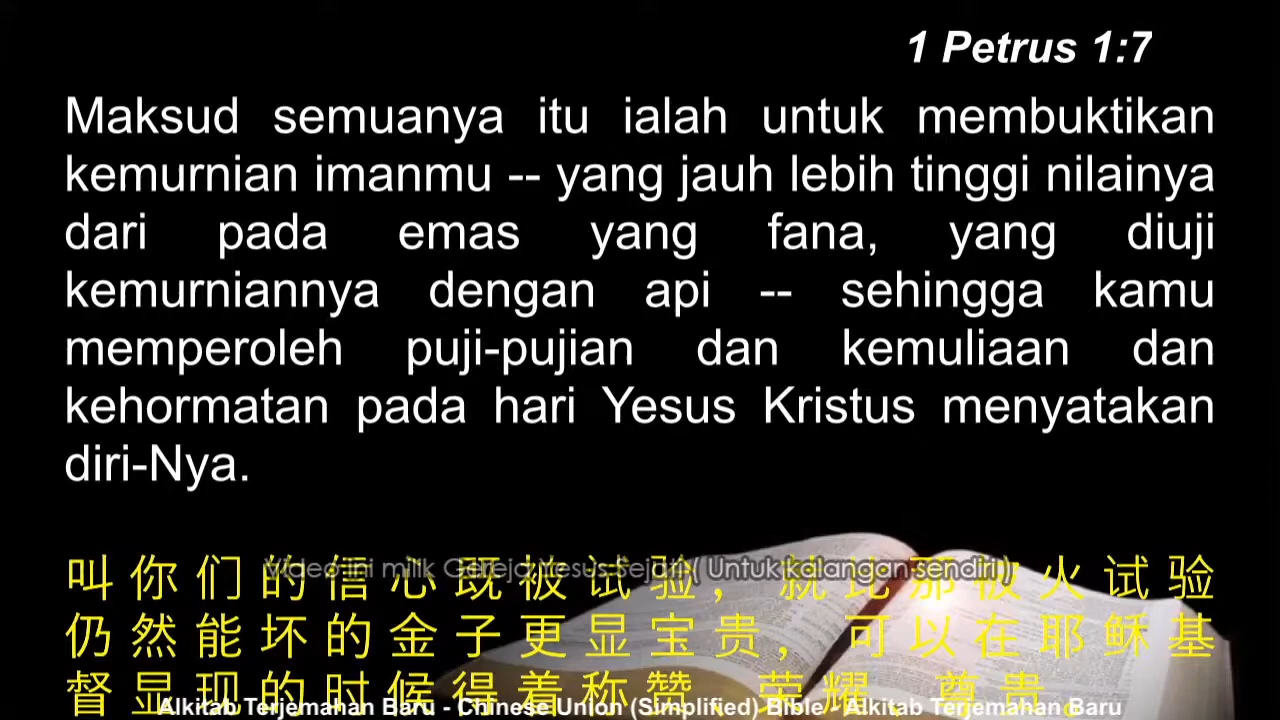 1 Petrus 1:7
Maksud semuanya itu ialah untuk membuktikan
kemurnian imanmu -- yang jauh lebih tinggi nilainya
dari pada emas yang fana, yang diuji
kemurniannya dengan api -- sehingga kamu
memperoleh puji-pujian dan kemuliaan dan
kehormatan pada hari Yesus Kristus menyatakan
diri-Nya.
叫你们的信心既被试验，就比那被火试验
Video ini milik Gereja Yesus Sejati ( Untuk kalangan sendiri )
仍然能坏的金子更显宝贵，可以在耶稣基
督显现的时候得着称赞、荣耀、尊贵。
Alkitab Terjemahan Baru - Chinese Union (Simplified) Bible - Alkitab Terjemahan Baru